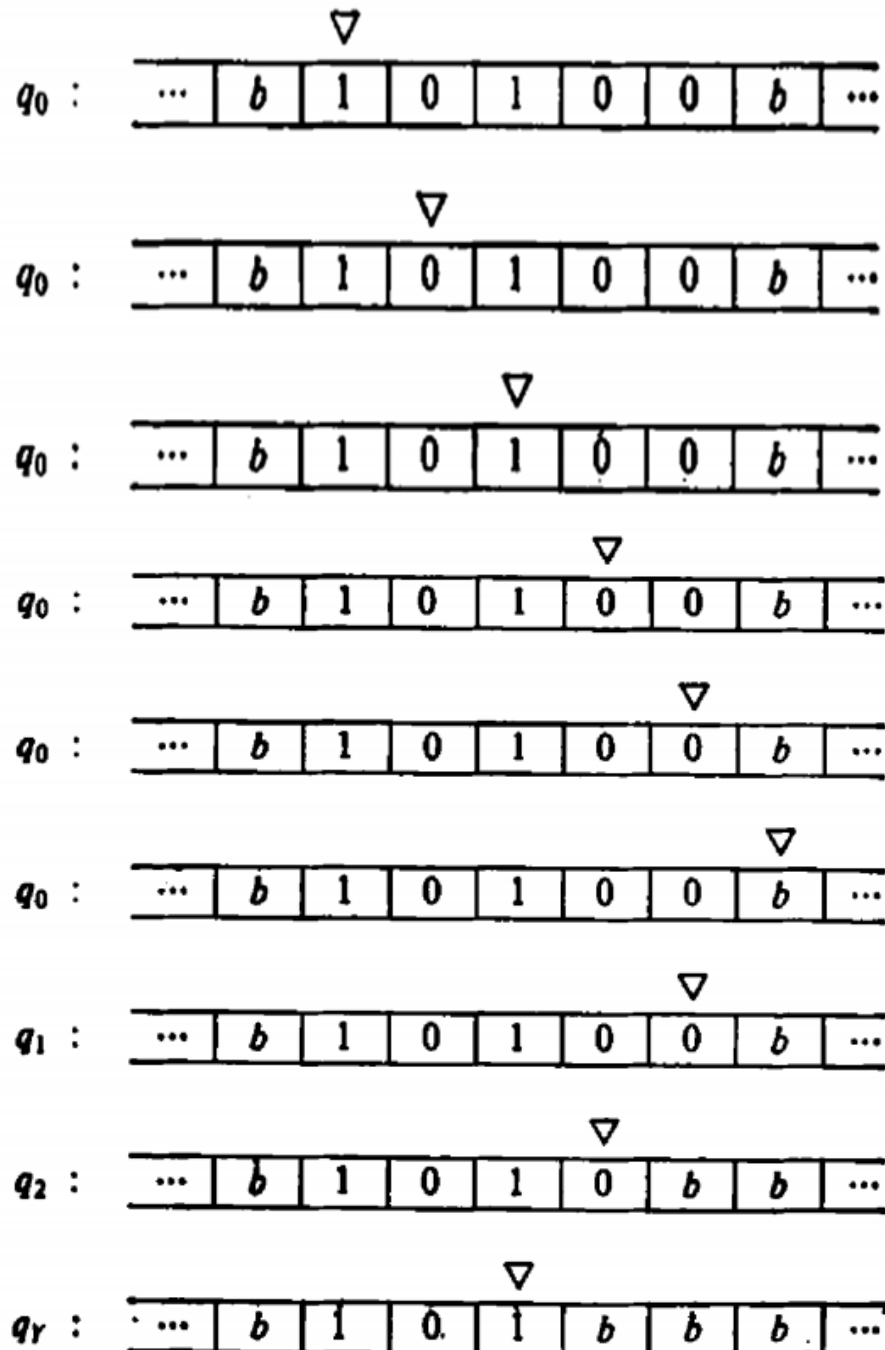 q0 : ... b 1 0 1 0 0 b ...
q0 : ... b 1 0 1 0 0 b ...
q0 : ... b 1 0 1 0 0 b ...
q0 : ... b 1 0 1 0 0 b ...
q0 : ... b 1 0 1 0 0 b ...
q0 : ... b 1 0 1 0 0 b ...
q1 : ... b 1 0 1 0 0 b ...
q2 : ... b 1 0 1 0 b b ...
qY : ... b 1 0 1 b b b ...